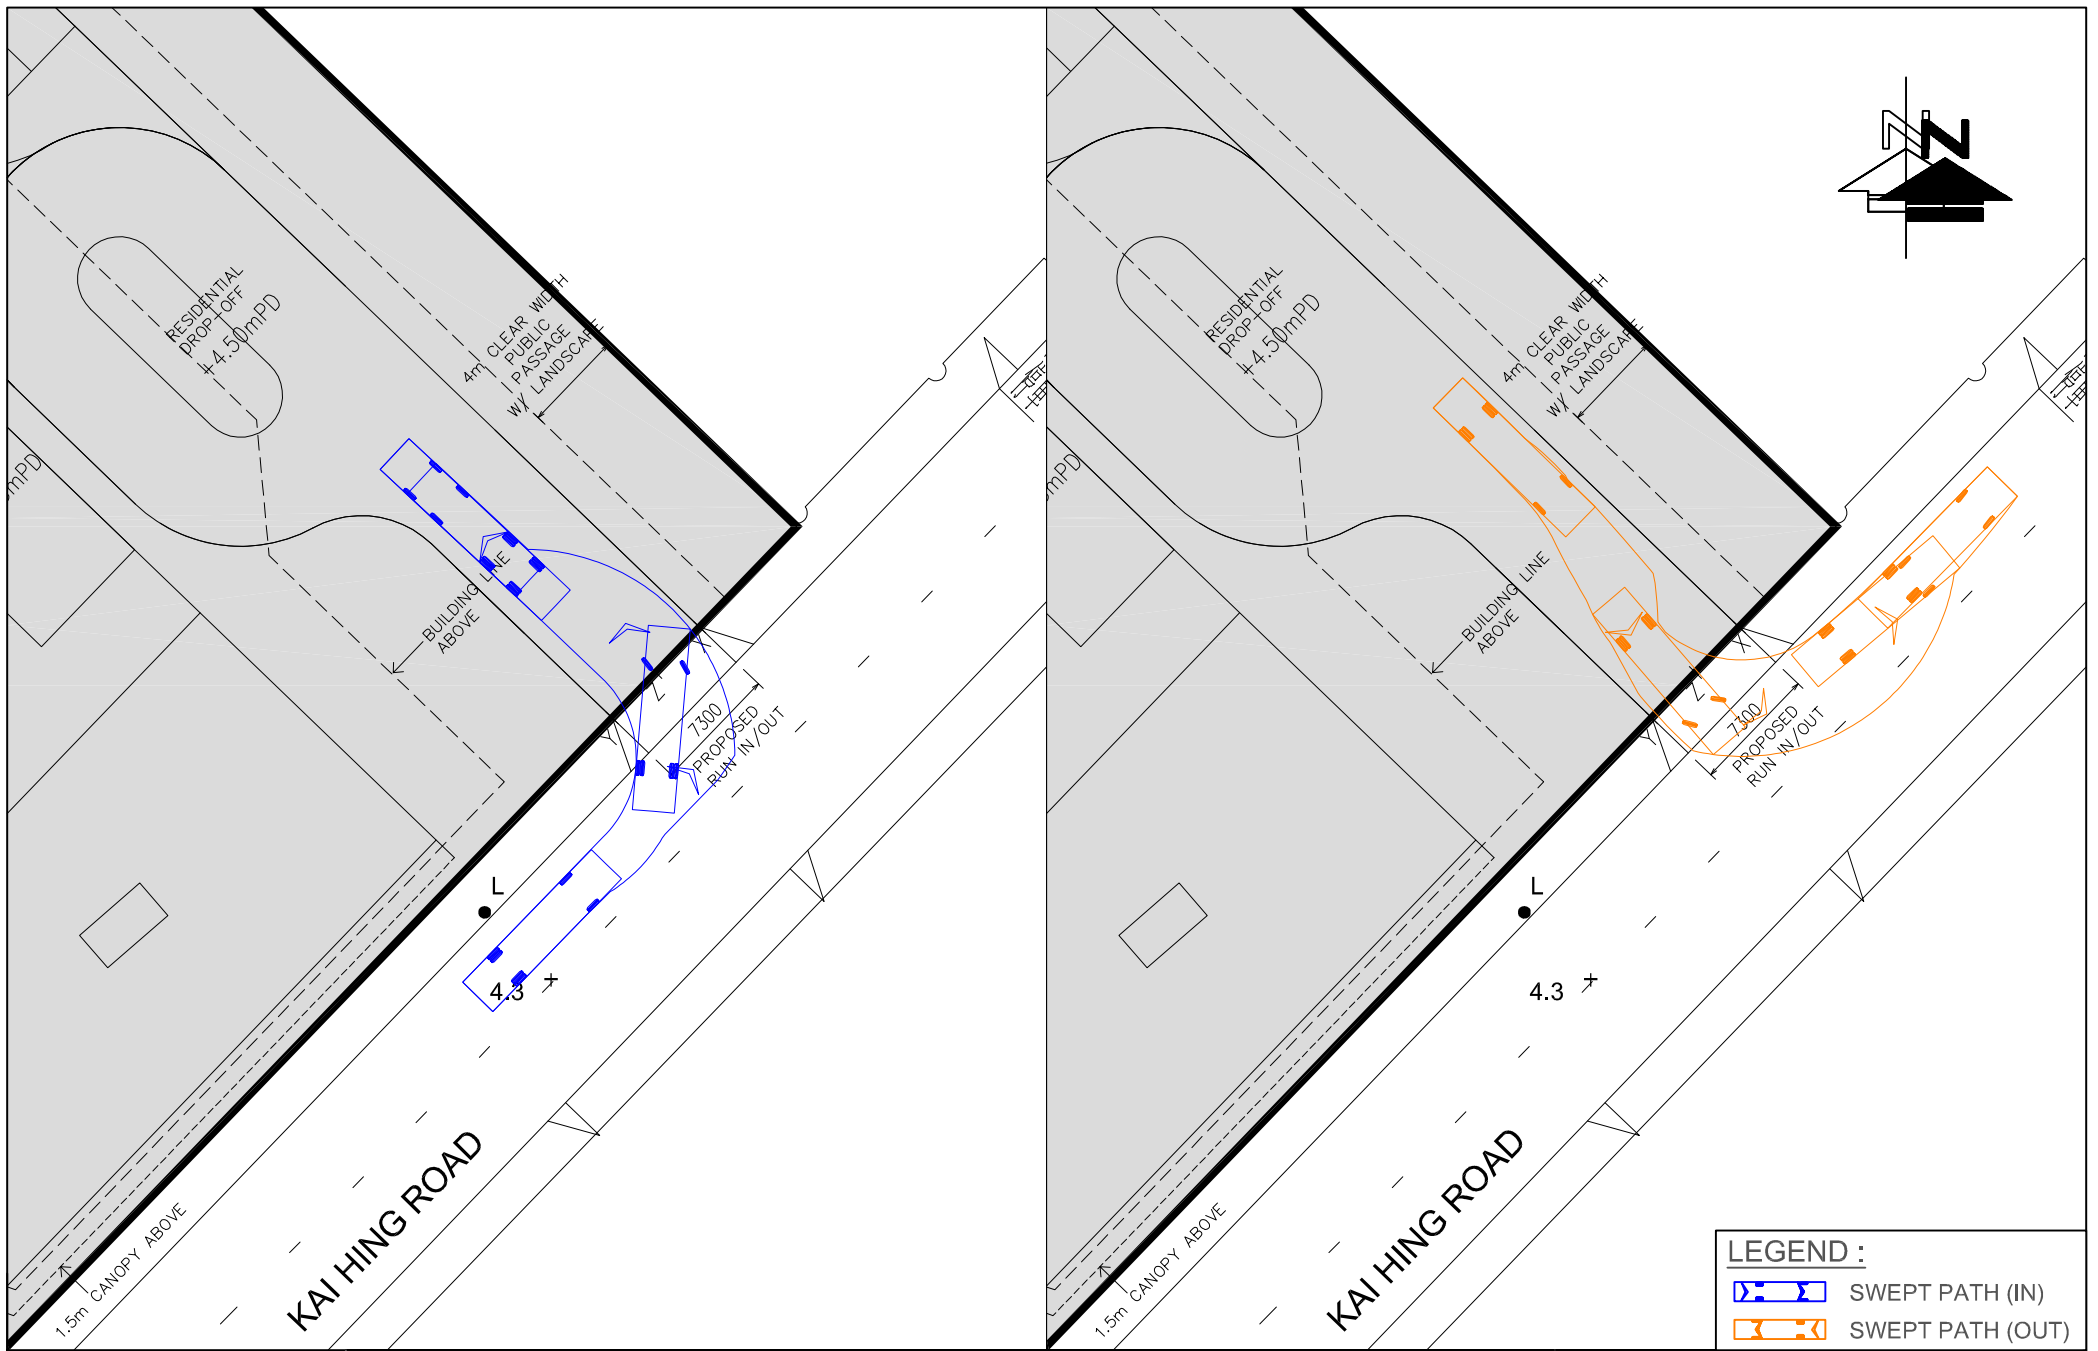 RESIDENTIAL
DROP-OFF
+4.50mPD
4m CLEAR WIDTH
PUBLIC
PASSAGE
W/ LANDSCAPE
mPD
BUILDING LINE
ABOVE
X
Z
Y
7300
PROPOSED
RUN IN/OUT
L
4.3
KAI HING ROAD
1.5m CANOPY ABOVE
N
RESIDENTIAL
DROP-OFF
+4.50mPD
4m CLEAR WIDTH
PUBLIC
PASSAGE
W/ LANDSCAPE
mPD
BUILDING LINE
ABOVE
X
Z
Y
7300
PROPOSED
RUN IN/OUT
L
4.3
KAI HING ROAD
1.5m CANOPY ABOVE
LEGEND :
SWEPT PATH (IN)
SWEPT PATH (OUT)